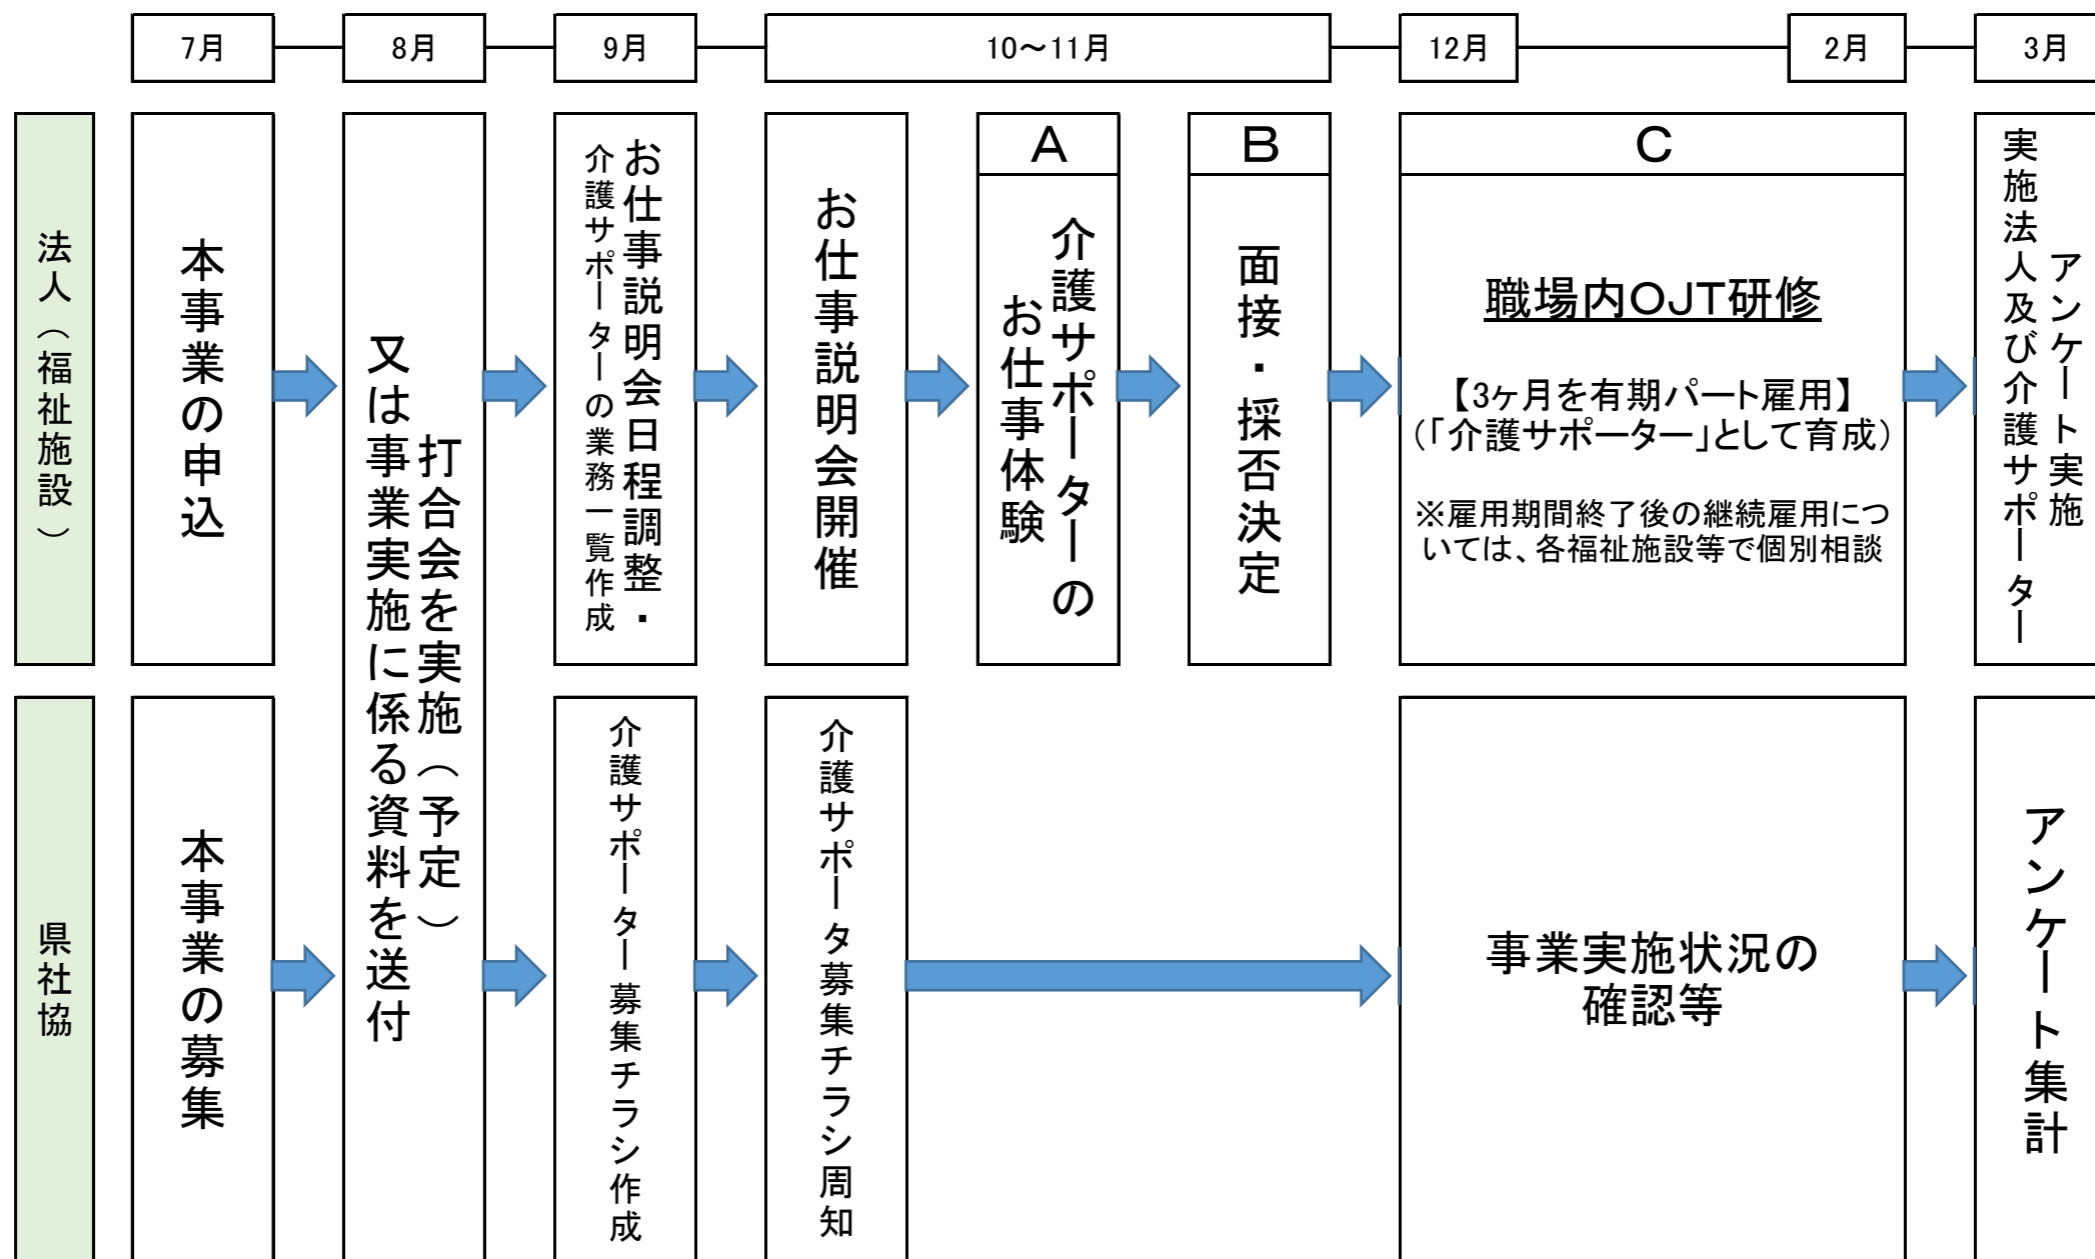 7月
8月
9月
10～11月
12月
2月
3月
法人（福祉施設）
本事業の申込
打合会を実施（予定）
又は事業実施に係る資料を送付
お仕事説明会日程調整・
介護サポーターの業務一覧作成
お仕事説明会開催
A
介護サポーターの
お仕事体験
B
面接・採否決定
C
職場内OJT研修
【3ヶ月を有期パート雇用】
（「介護サポーター」として育成）
※雇用期間終了後の継続雇用につ
いては、各福祉施設等で個別相談
アンケート実施
実施法人及び介護サポーター
県社協
本事業の募集
介護サポーター募集チラシ作成
介護サポータ募集チラシ周知
事業実施状況の
確認等
アンケート集計